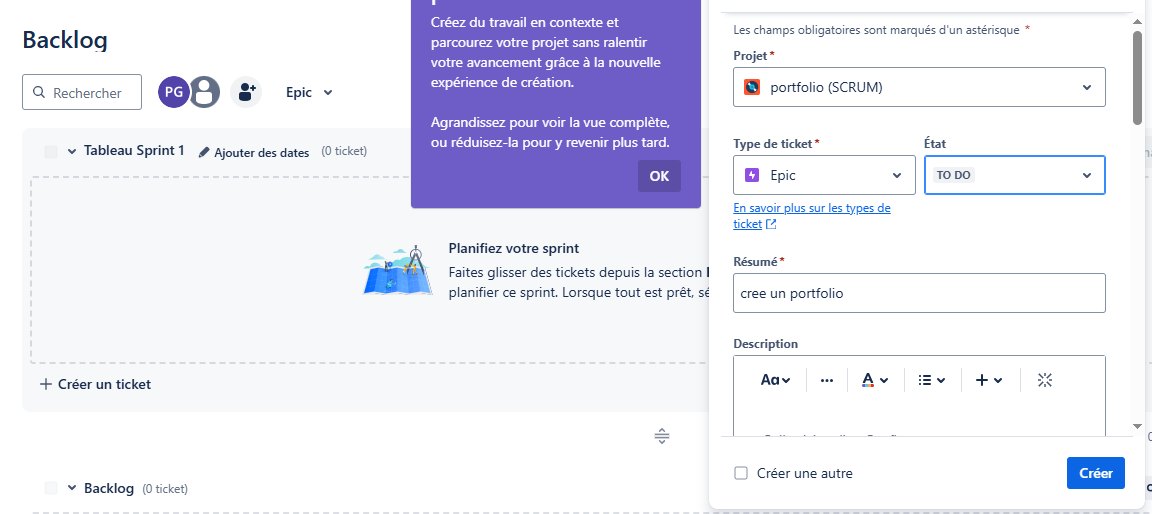 Backlog
Rechercher
PG
Epic
Tableau Sprint 1
Ajouter des dates
(0 ticket)
Créez du travail en contexte et
parcourez votre projet sans ralentir
votre avancement grâce à la nouvelle
expérience de création.
Agrandissez pour voir la vue complète,
ou réduisez-la pour y revenir plus tard.
OK
Planifiez votre sprint
Faites glisser des tickets depuis la section
planifier ce sprint. Lorsque tout est prêt,
+ Créer un ticket
Backlog
(0 ticket)
Les champs obligatoires sont marqués d'un astérisque *
Projet*
portfolio (SCRUM)
Type de ticket*
État
Epic
TO DO
En savoir plus sur les types de
ticket
Résumé*
cree un portfolio
Description
Aa
A
Créer une autre
Créer